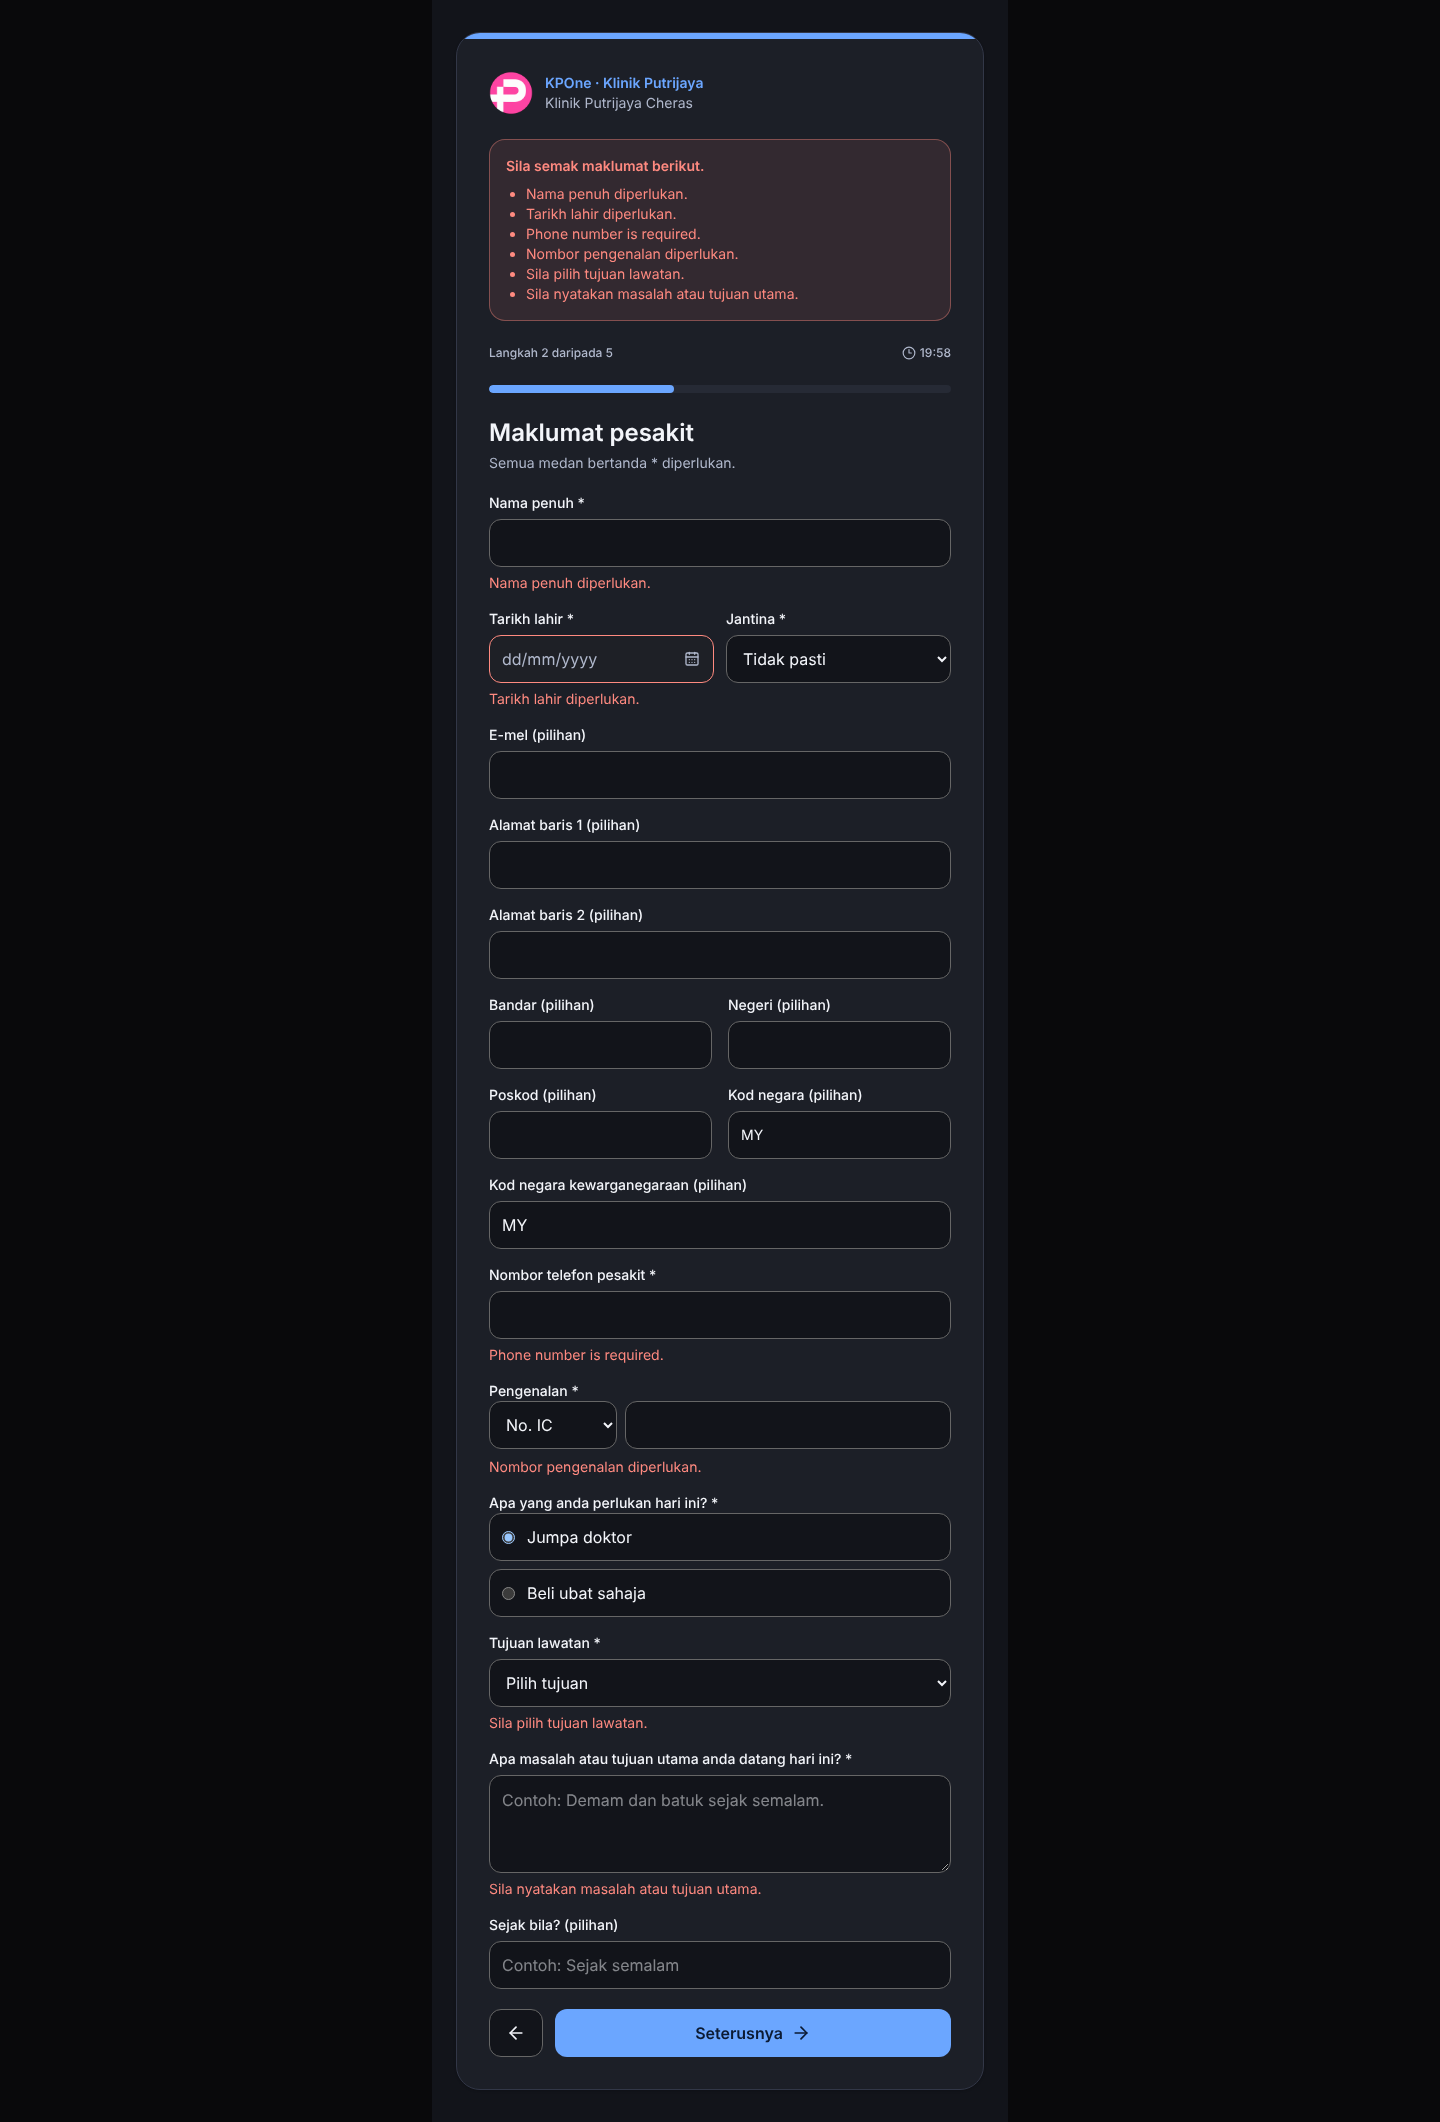 KPOne · Klinik Putrijaya
Klinik Putrijaya Cheras
Sila semak maklumat berikut.
Nama penuh diperlukan.
Tarikh lahir diperlukan.
Phone number is required.
Nombor pengenalan diperlukan.
Sila pilih tujuan lawatan.
Sila nyatakan masalah atau tujuan utama.
Langkah 2 daripada 5
19:58
Maklumat pesakit
Semua medan bertanda * diperlukan.
Nama penuh *
Nama penuh diperlukan.
Tarikh lahir *
Jantina *
dd/mm/yyyy
Tidak pasti
Tarikh lahir diperlukan.
E-mel (pilihan)
Alamat baris 1 (pilihan)
Alamat baris 2 (pilihan)
Bandar (pilihan)
Negeri (pilihan)
Poskod (pilihan)
Kod negara (pilihan)
MY
Kod negara kewarganegaraan (pilihan)
MY
Nombor telefon pesakit *
Phone number is required.
Pengenalan *
No. IC
Nombor pengenalan diperlukan.
Apa yang anda perlukan hari ini? *
Jumpa doktor
Beli ubat sahaja
Tujuan lawatan *
Pilih tujuan
Sila pilih tujuan lawatan.
Apa masalah atau tujuan utama anda datang hari ini? *
Contoh: Demam dan batuk sejak semalam.
Sila nyatakan masalah atau tujuan utama.
Sejak bila? (pilihan)
Contoh: Sejak semalam
Seterusnya